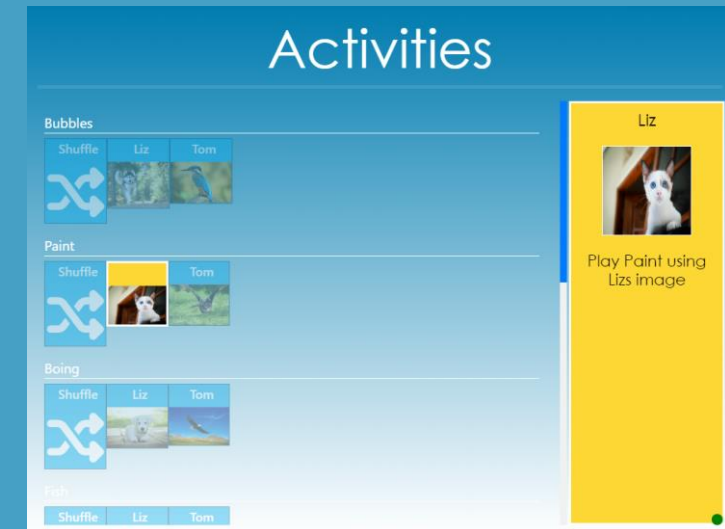 Activities
Bubbles
Shuffle Liz Tom
Paint
Shuffle Tom
Boing
Shuffle Liz Tom
Fish
Shuffle Liz Tom
Liz
Play Paint using
Lizs image